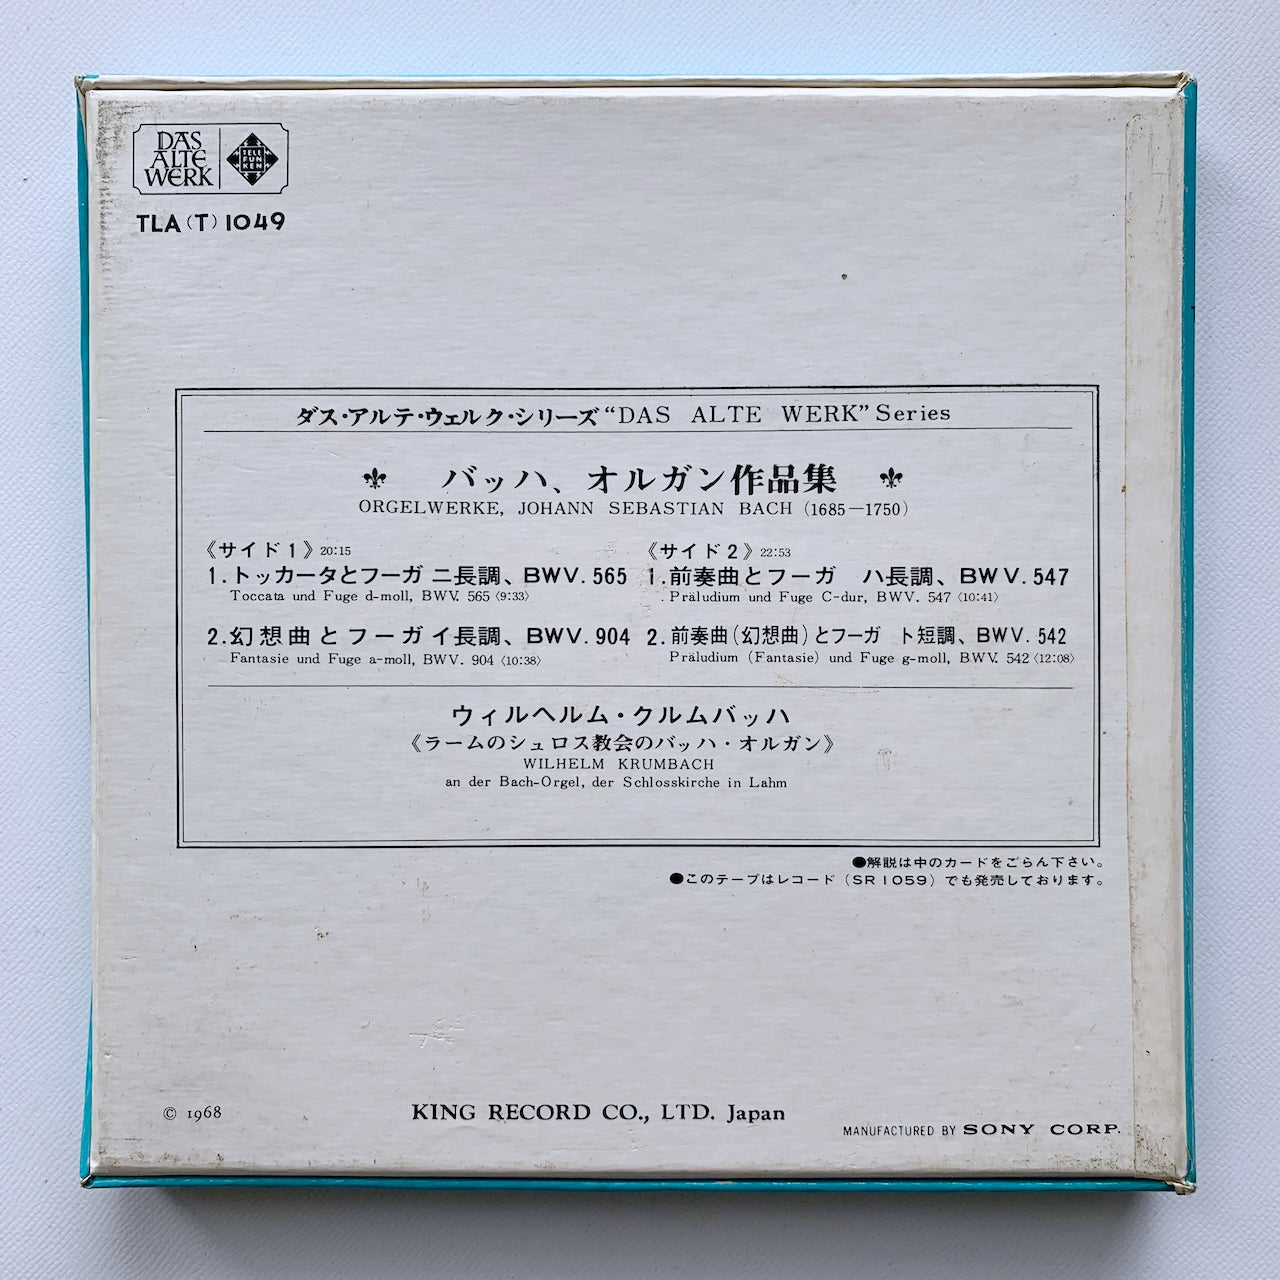 DAS
ALTE
WERK
TELE
FUN
KEN
TLA(T)1049
ダス・アルテ・ウェルク・シリーズ“DAS ALTE WERK”Series
バッハ、オルガン作品集
ORGELWERKE, JOHANN SEBASTIAN BACH (1685—1750)
《サイド1》20:15
1.トッカータとフーガ ニ長調、BWV. 565
Toccata und Fuge d-moll, BWV. 565〈9:33〉
2.幻想曲とフーガイ長調、BWV. 904
Fantasie und Fuge a-moll, BWV. 904〈10:38〉
《サイド2》22:53
1.前奏曲とフーガ ハ長調、BWV. 547
Präludium und Fuge C-dur, BWV. 547〈10:41〉
2.前奏曲(幻想曲)とフーガ ト短調、BWV. 542
Präludium (Fantasie) und Fuge g-moll, BWV. 542〈12:08〉
ウィルヘルム・クルムバッハ
《ラームのシュロス教会のバッハ・オルガン》
WILHELM KRUMBACH
an der Bach-Orgel, der Schlosskirche in Lahm
●解説は中のカードをごらん下さい。
●このテープはレコード(SR1059)でも発売しております。
© 1968
KING RECORD CO., LTD. Japan
MANUFACTURED BY SONY CORP.